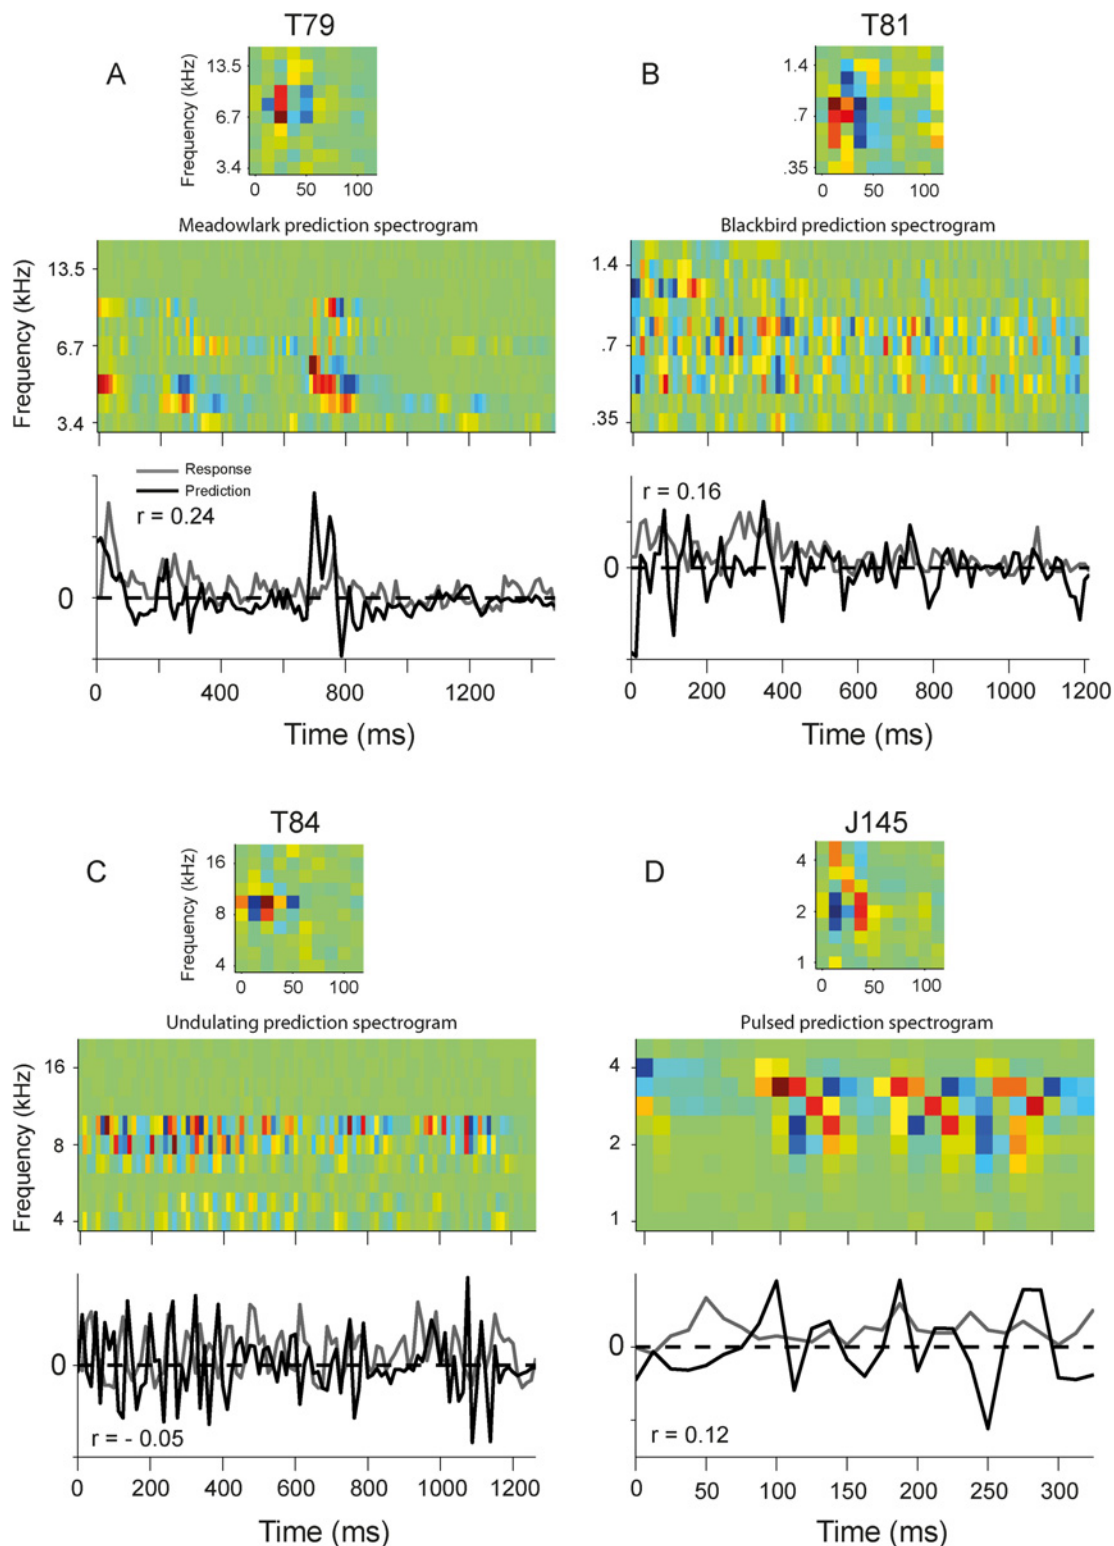 T79
A
Frequency (kHz)
13.5
6.7
3.4
0 50 100
Meadowlark prediction spectrogram
Frequency (kHz)
13.5
6.7
3.4
Response
Prediction
r = 0.24
0
0 400 800 1200
Time (ms)
T81
B
1.4
.7
.35
0 50 100
Blackbird prediction spectrogram
1.4
.7
.35
r = 0.16
0
0 200 400 600 800 1000 1200
Time (ms)
T84
C
Frequency (kHz)
16
8
4
0 50 100
Undulating prediction spectrogram
Frequency (kHz)
16
8
4
0
r = - 0.05
0 200 400 600 800 1000 1200
Time (ms)
J145
D
4
2
1
0 50 100
Pulsed prediction spectrogram
4
2
1
0
r = 0.12
0 50 100 150 200 250 300
Time (ms)